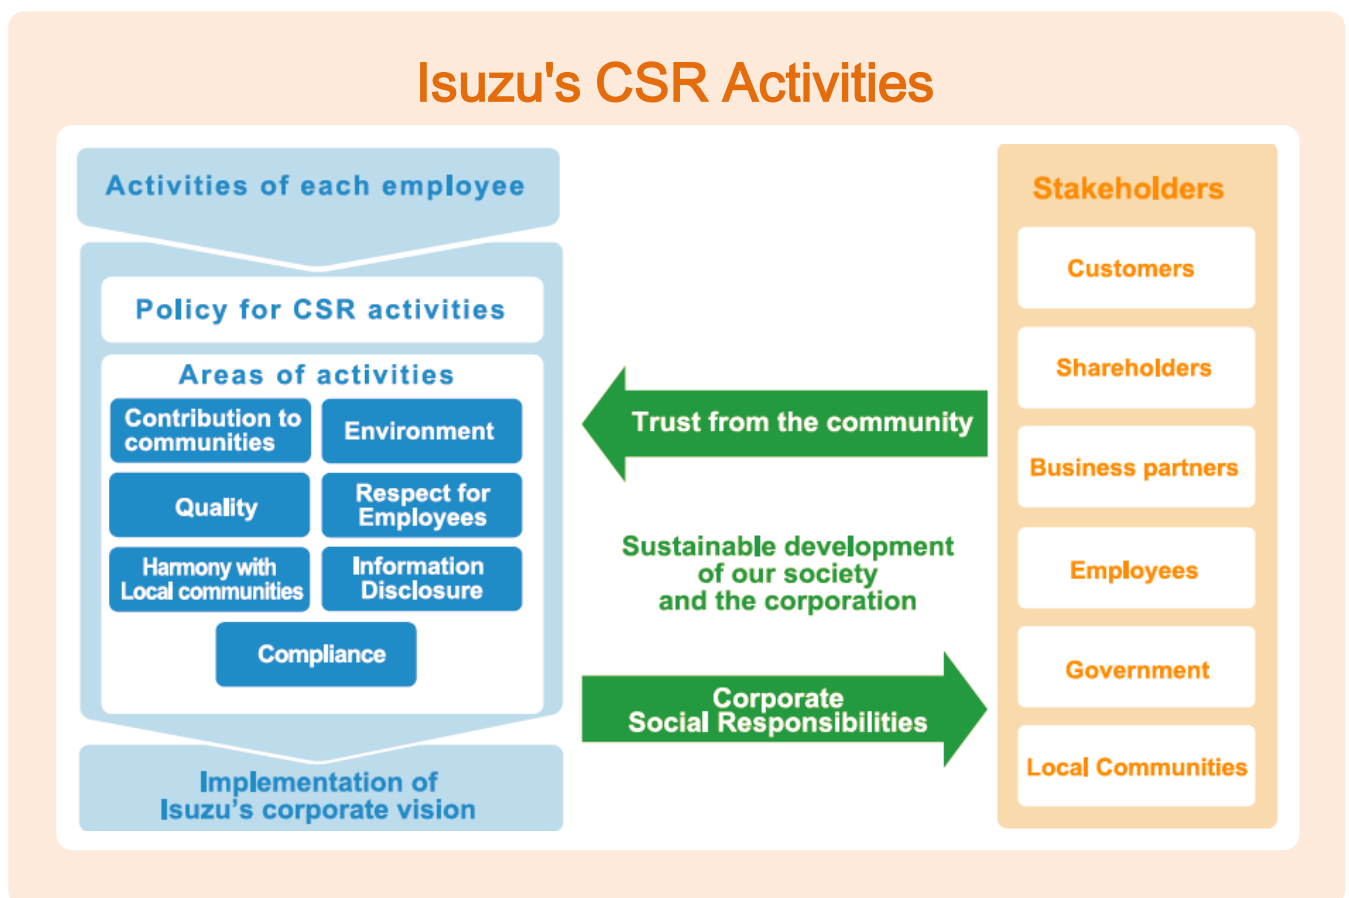 Isuzu's CSR Activities
Activities of each employee
Policy for CSR activities
Areas of activities
Contribution to
communities
Environment
Quality
Respect for
Employees
Harmony with
Local communities
Information
Disclosure
Compliance
Implementation of
Isuzu’s corporate vision
Trust from the community
Sustainable development
of our society
and the corporation
Corporate
Social Responsibilities
Stakeholders
Customers
Shareholders
Business partners
Employees
Government
Local Communities